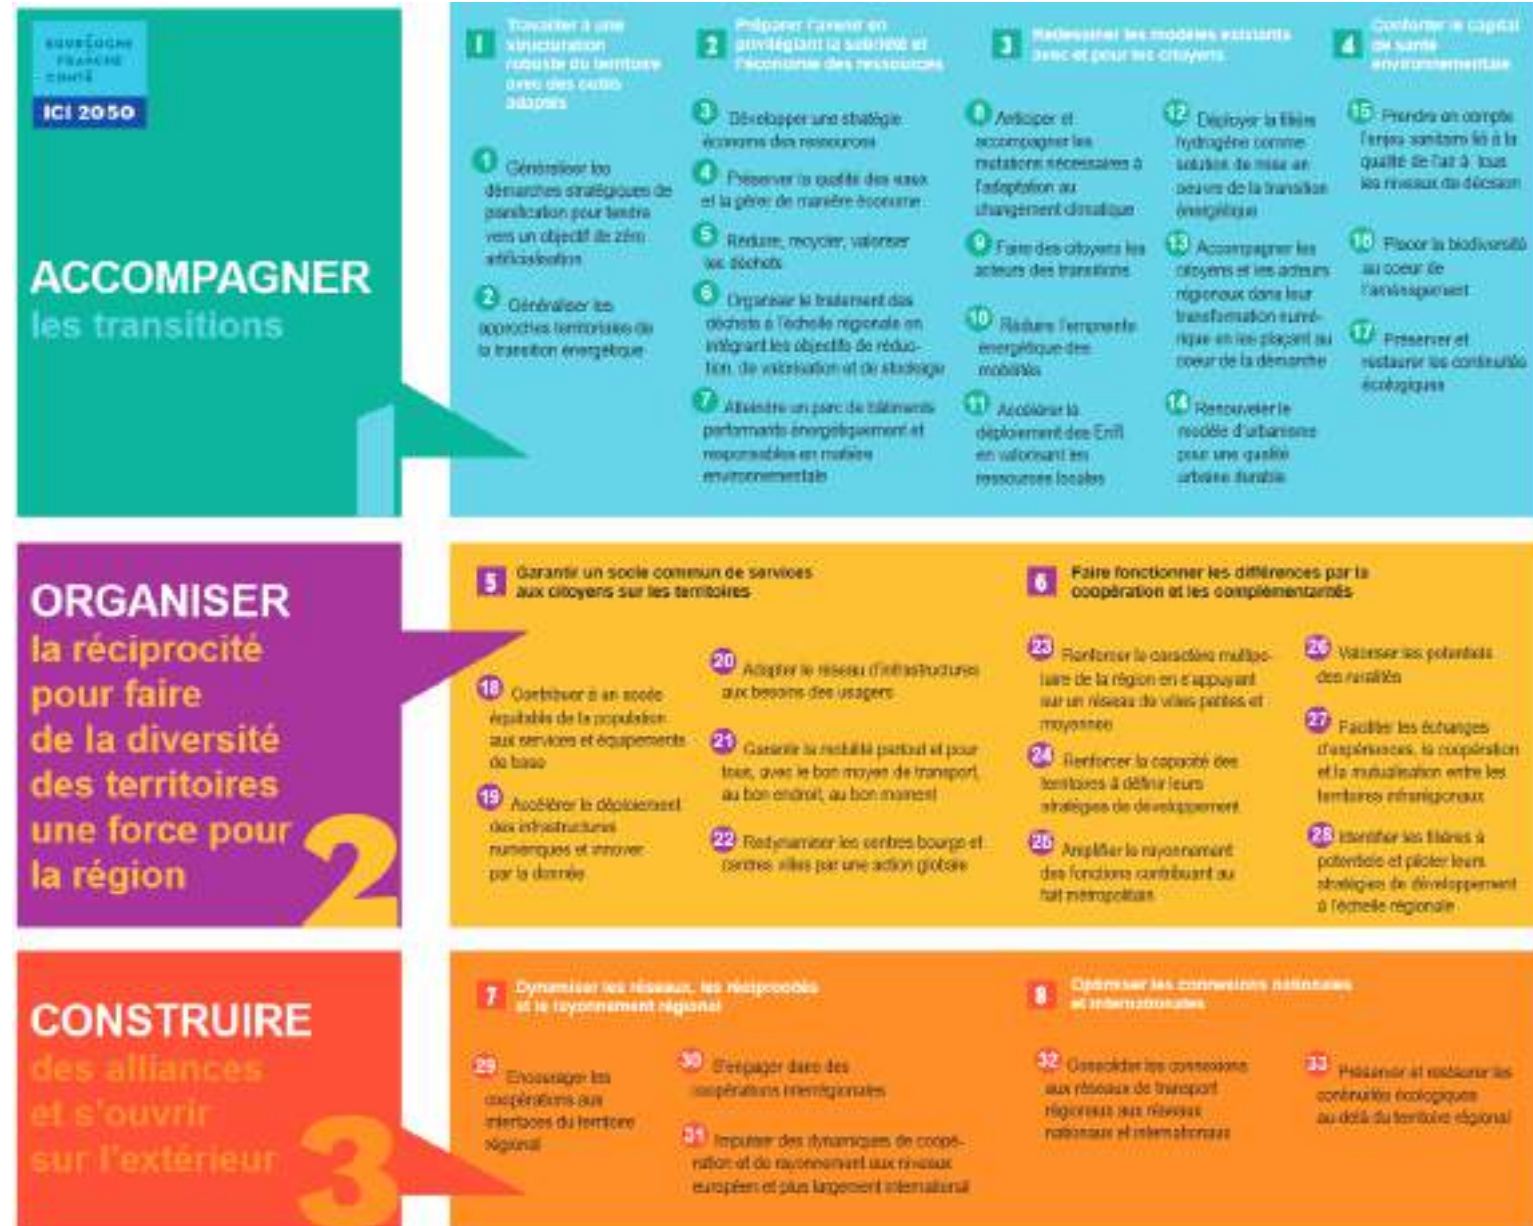 BOURGOGNE
FRANCHE
COMTÉ
ICI 2050
ACCOMPAGNER
les transitions
1
1 Travailler à une
structuration
robuste du territoire
avec des outils
adaptés
1 Généraliser les
démarches stratégiques de
planification pour tendre
vers un objectif de zéro
artificialisation
2 Généraliser les
approches territoriales de
la transition énergétique
2 Préparer l'avenir en
privilégiant la sobriété et
l'économie des ressources
3 Développer une stratégie
économe des ressources
4 Préserver la qualité des eaux
et la gérer de manière économe
5 Réduire, recycler, valoriser
les déchets
6 Organiser le traitement des
déchets à l'échelle régionale en
intégrant les objectifs de réduc-
tion, de valorisation et de stockage
7 Atteindre un parc de bâtiments
performants énergétiquement et
responsables en matière
environnementale
3 Redessiner les modèles existants
avec et pour les citoyens
8 Anticiper et
accompagner les
mutations nécessaires à
l'adaptation au
changement climatique
9 Faire des citoyens les
acteurs des transitions
10 Réduire l'empreinte
énergétique des
mobilités
11 Accélérer le
déploiement des EnR
en valorisant les
ressources locales
12 Déployer la filière
hydrogène comme
solution de mise en
oeuvre de la transition
énergétique
13 Accompagner les
citoyens et les acteurs
régionaux dans leur
transformation numé-
rique en les plaçant au
coeur de la démarche
14 Renouveler le
modèle d'urbanisme
pour une qualité
urbaine durable
4 Conforter le capital
de santé
environnementale
15 Prendre en compte
l'enjeu sanitaire lié à la
qualité de l'air à tous
les niveaux de décision
16 Placer la biodiversité
au coeur de
l'aménagement
17 Préserver et
restaurer les continuités
écologiques
ORGANISER
la réciprocité
pour faire
de la diversité
des territoires
une force pour
la région
2
5 Garantir un socle commun de services
aux citoyens sur les territoires
18 Contribuer à un accès
équitable de la population
aux services et équipements
de base
19 Accélérer le déploiement
des infrastructures
numériques et innover
par la donnée
20 Adapter le réseau d'infrastructures
aux besoins des usagers
21 Garantir la mobilité partout et pour
tous, avec le bon moyen de transport,
au bon endroit, au bon moment
22 Redynamiser les centres bourgs et
centres villes par une action globale
6 Faire fonctionner les différences par la
coopération et les complémentarités
23 Renforcer le caractère multipo-
laire de la région en s'appuyant
sur un réseau de villes petites et
moyennes
24 Renforcer la capacité des
territoires à définir leurs
stratégies de développement
25 Amplifier le rayonnement
des fonctions contribuant au
fait métropolitain
26 Valoriser les potentiels
des ruralités
27 Faciliter les échanges
d'expériences, la coopération
et la mutualisation entre les
territoires infrarégionaux
28 Identifier les filières à
potentiels et piloter leurs
stratégies de développement
à l'échelle régionale
CONSTRUIRE
des alliances
et s'ouvrir
sur l'extérieur
3
7 Dynamiser les réseaux, les réciprocités
et le rayonnement régional
29 Encourager les
coopérations aux
interfaces du territoire
régional
30 S'engager dans des
coopérations interrégionales
31 Impulser des dynamiques de coopé-
ration et de rayonnement aux niveaux
européen et plus largement international
8 Optimiser les connexions nationales
et internationales
32 Consolider les connexions
aux réseaux de transport
régionaux aux réseaux
nationaux et internationaux
33 Préserver et restaurer les
continuités écologiques
au delà du territoire régional